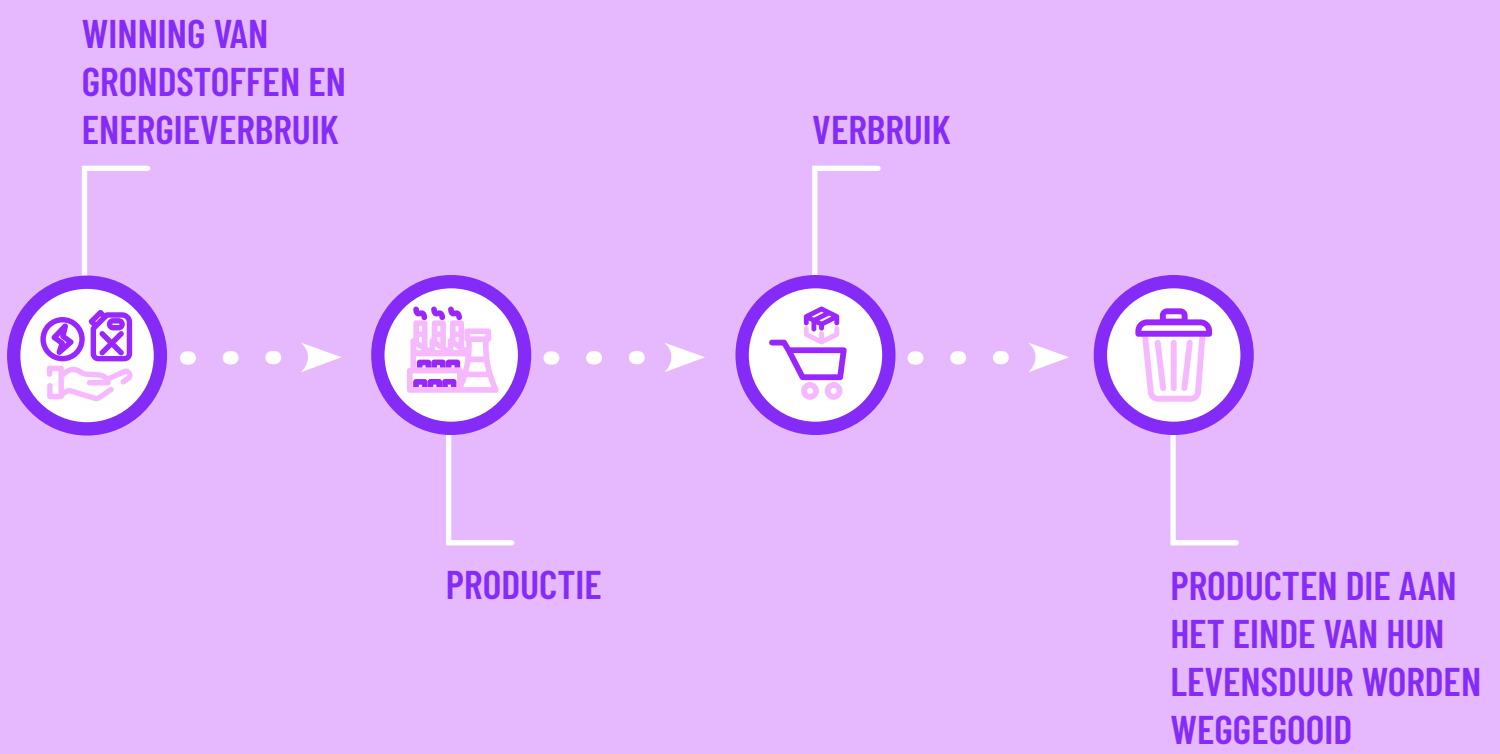 WINNING VAN
GRONDSTOFFEN EN
ENERGIEVERBRUIK
VERBRUIK
PRODUCTIE
PRODUCTEN DIE AAN
HET EINDE VAN HUN
LEVENSDUUR WORDEN
WEGGEGOOID